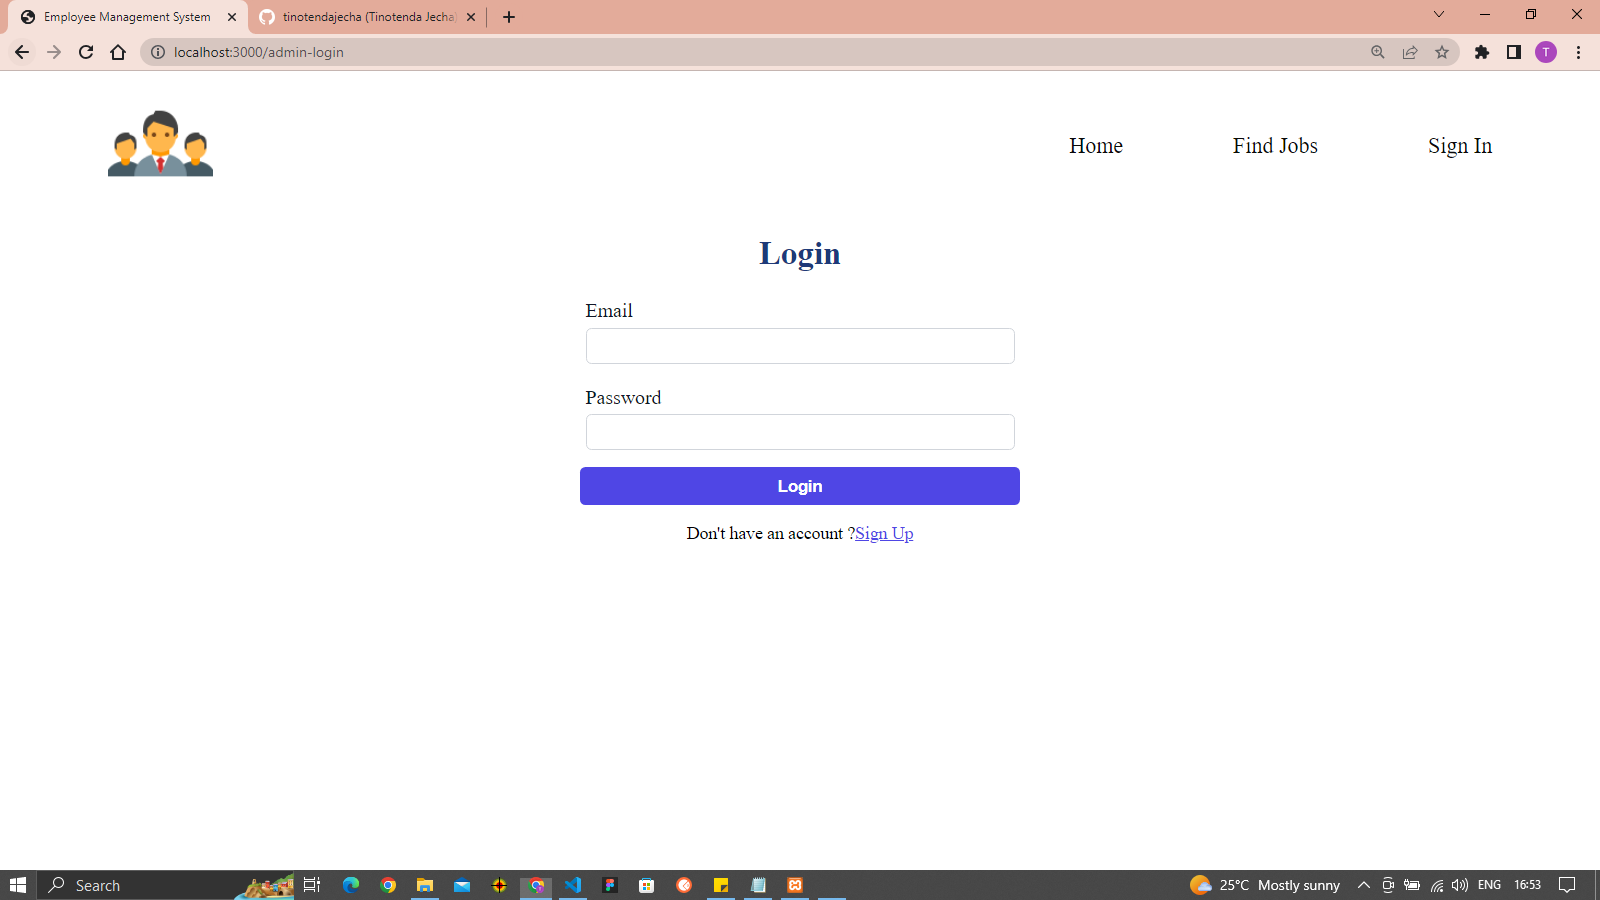 Employee Management System
tinotendajecha (Tinotenda Jecha)
localhost:3000/admin-login
T
Home
Find Jobs
Sign In
Login
Email
Password
Login
Don't have an account ?Sign Up
Search
25°C Mostly sunny
ENG
16:53